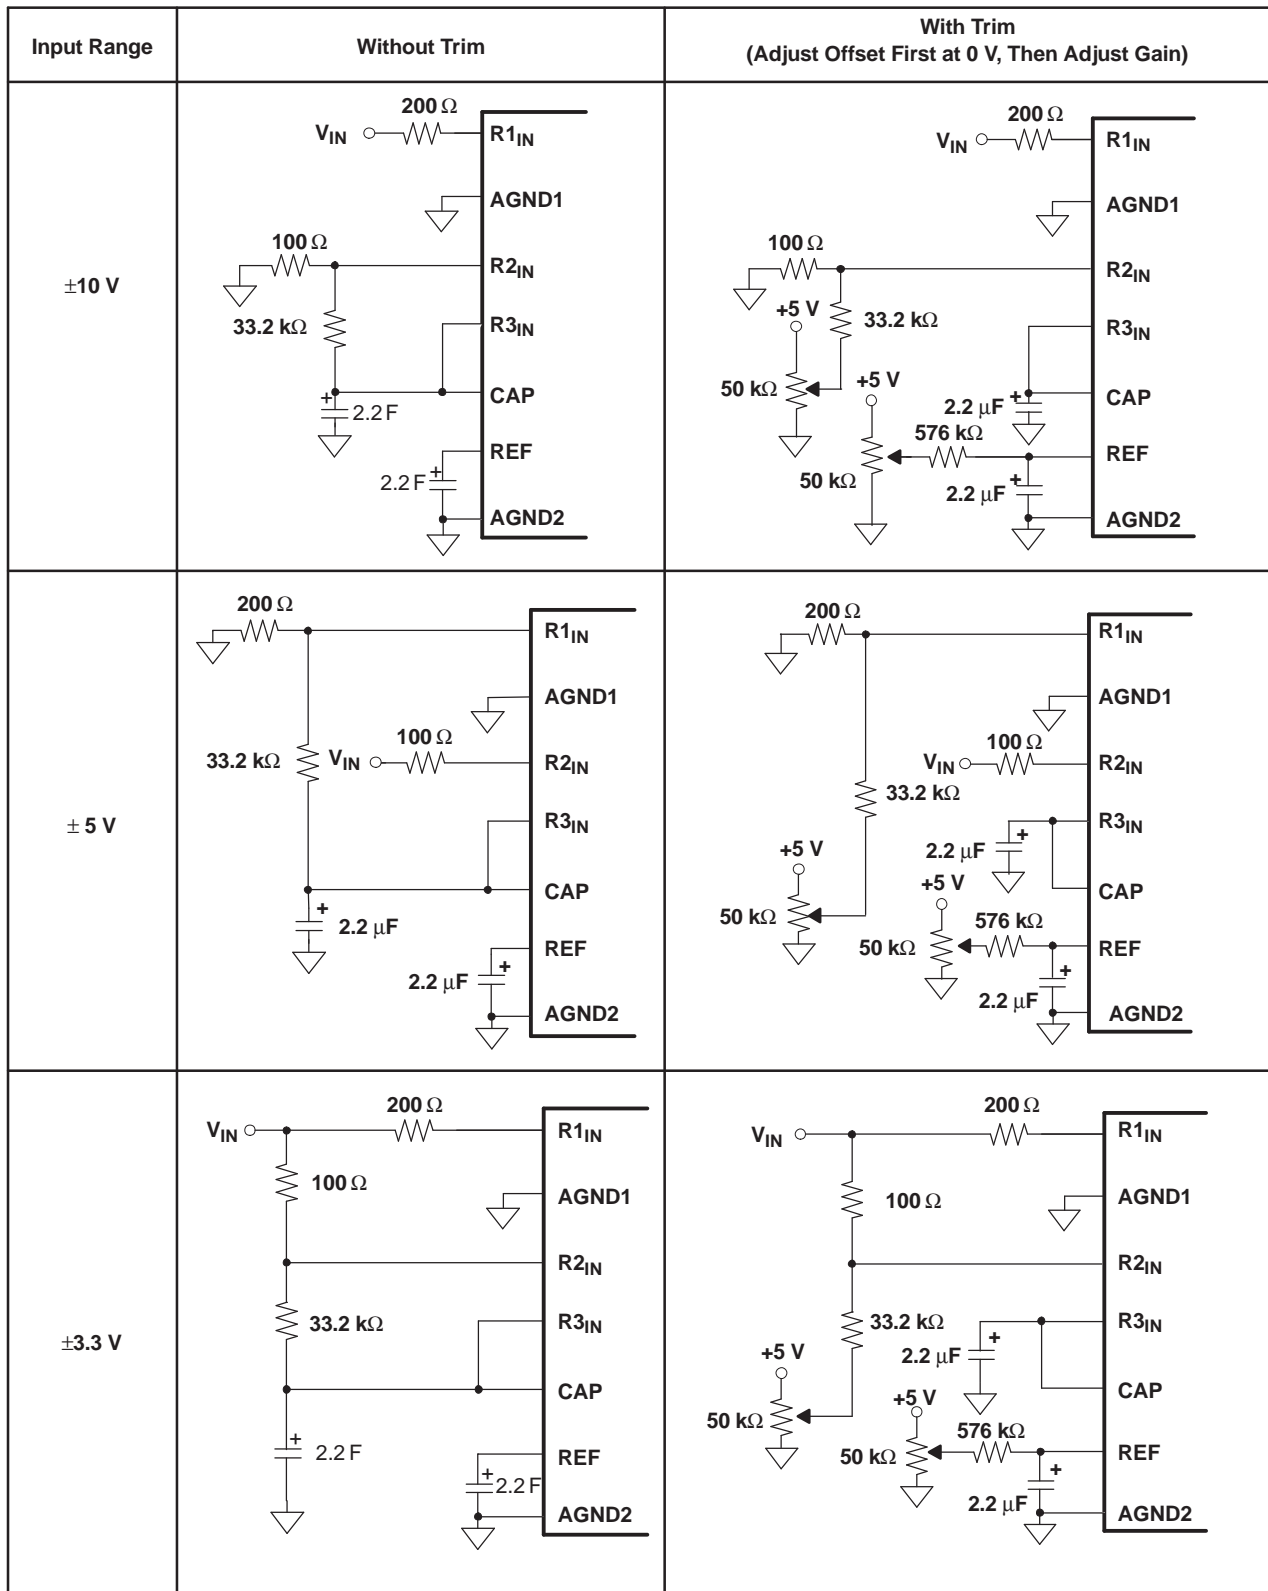 Input Range
Without Trim
With Trim
(Adjust Offset First at 0 V, Then Adjust Gain)
±10 V
200 Ω
VIN
R1IN
AGND1
100 Ω
R2IN
33.2 kΩ
R3IN
CAP
2.2 F
REF
2.2 F
AGND2
200 Ω
VIN
R1IN
AGND1
100 Ω
R2IN
+5 V
33.2 kΩ
R3IN
50 kΩ
+5 V
CAP
2.2 μF
576 kΩ
REF
50 kΩ
2.2 μF
AGND2
± 5 V
200 Ω
R1IN
AGND1
100 Ω
33.2 kΩ
VIN
R2IN
R3IN
CAP
2.2 μF
REF
2.2 μF
AGND2
200 Ω
R1IN
AGND1
100 Ω
VIN
R2IN
33.2 kΩ
R3IN
+5 V
2.2 μF
+5 V
CAP
50 kΩ
576 kΩ
50 kΩ
REF
2.2 μF
AGND2
±3.3 V
200 Ω
VIN
R1IN
100 Ω
AGND1
R2IN
33.2 kΩ
R3IN
CAP
2.2 F
REF
2.2 F
AGND2
200 Ω
VIN
R1IN
100 Ω
AGND1
R2IN
33.2 kΩ
R3IN
+5 V
2.2 μF
CAP
+5 V
50 kΩ
576 kΩ
REF
50 kΩ
2.2 μF
AGND2